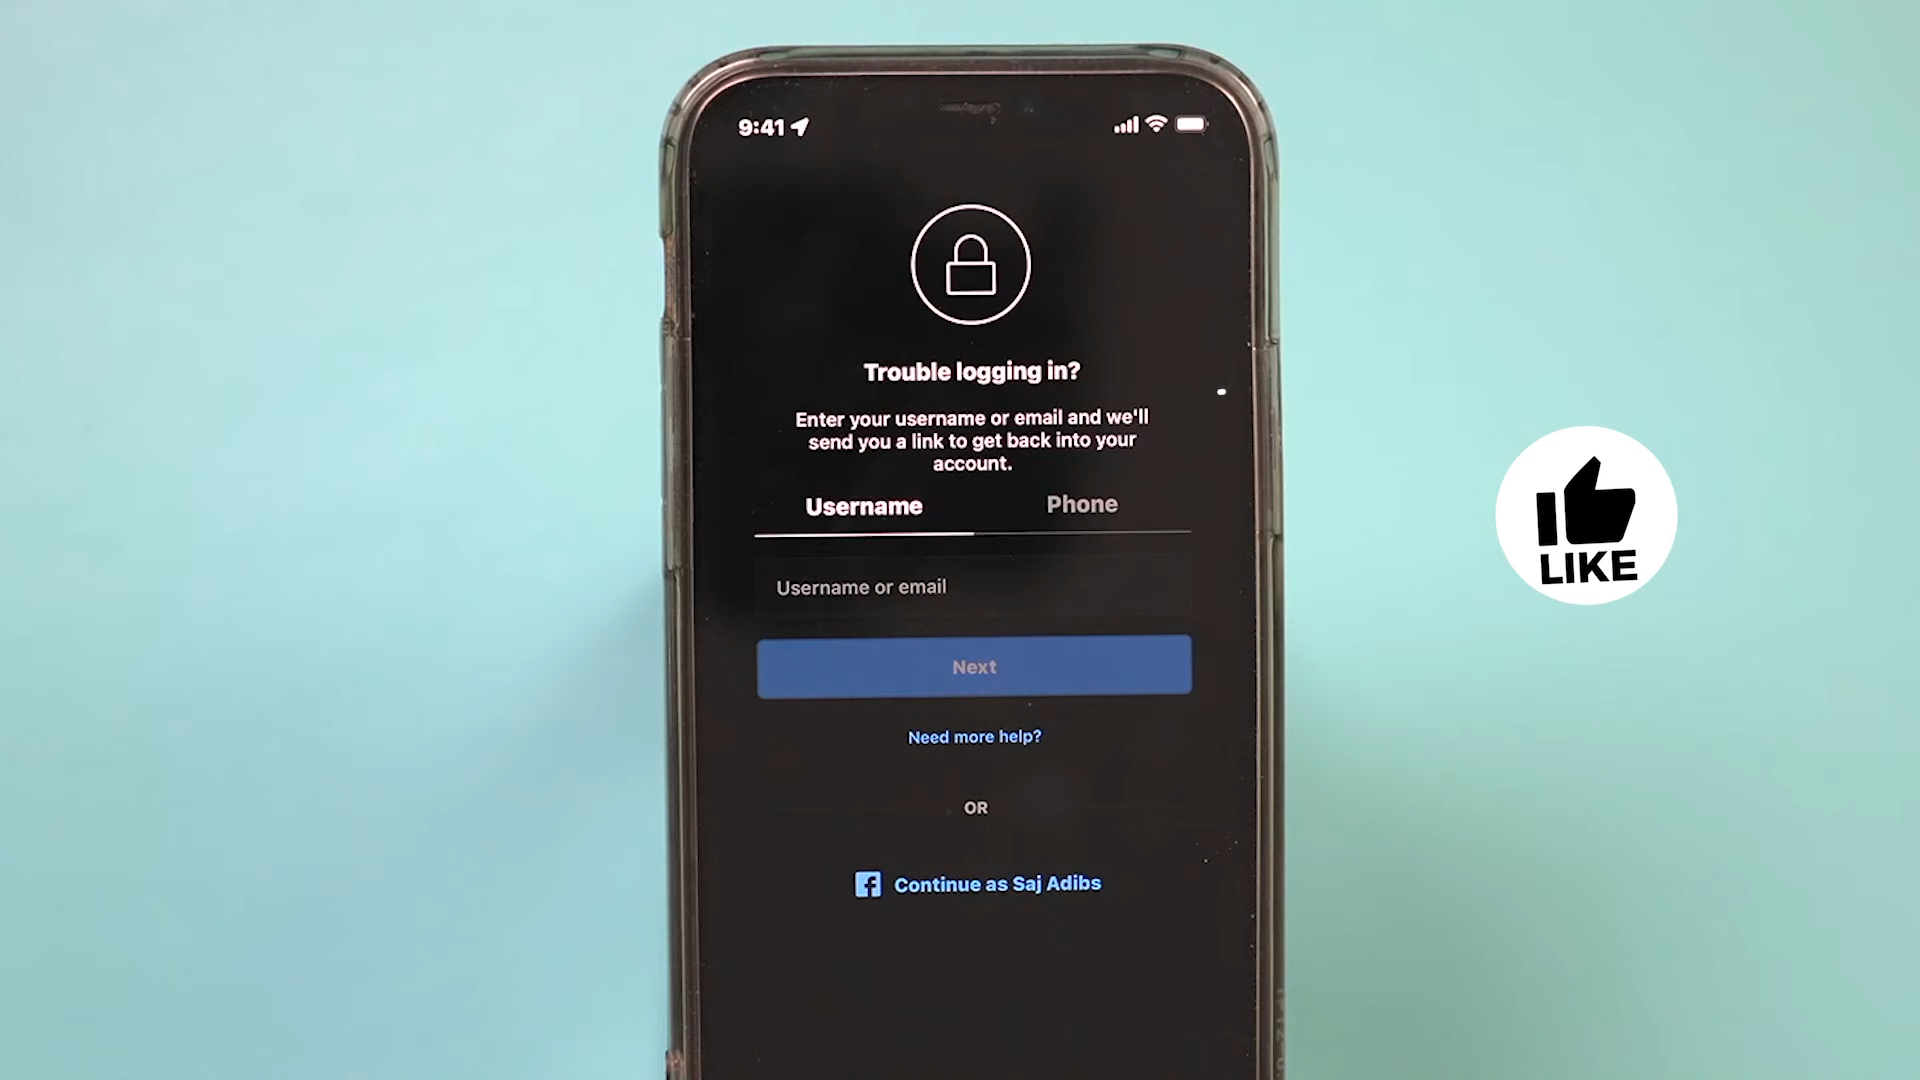 9:41
Trouble logging in?
Enter your username or email and we'll
send you a link to get back into your
account.
Username Phone
Username or email
Next
Need more help?
OR
Continue as Saj Adibs
LIKE